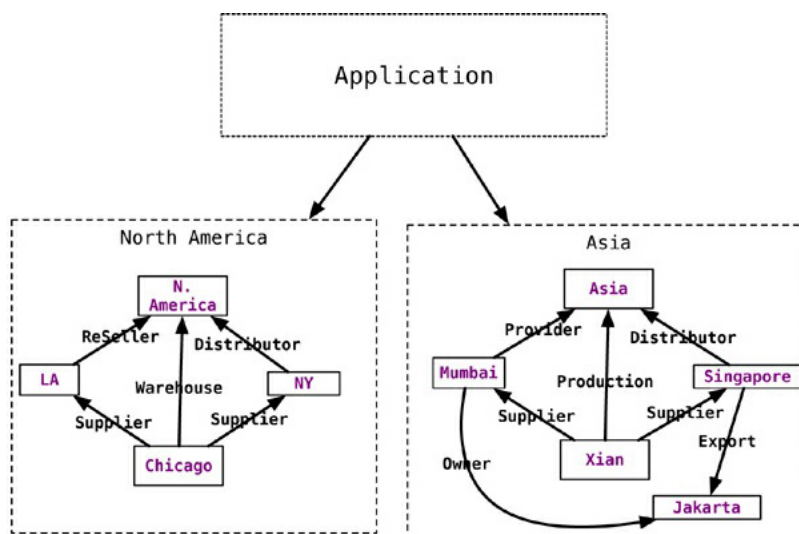 Application
North America
N.
America
ReSeller
Distributor
LA
Warehouse
NY
Supplier
Supplier
Chicago
Asia
Asia
Provider
Distributor
Mumbai
Production
Singapore
Supplier
Supplier
Owner
Xian
Export
Jakarta